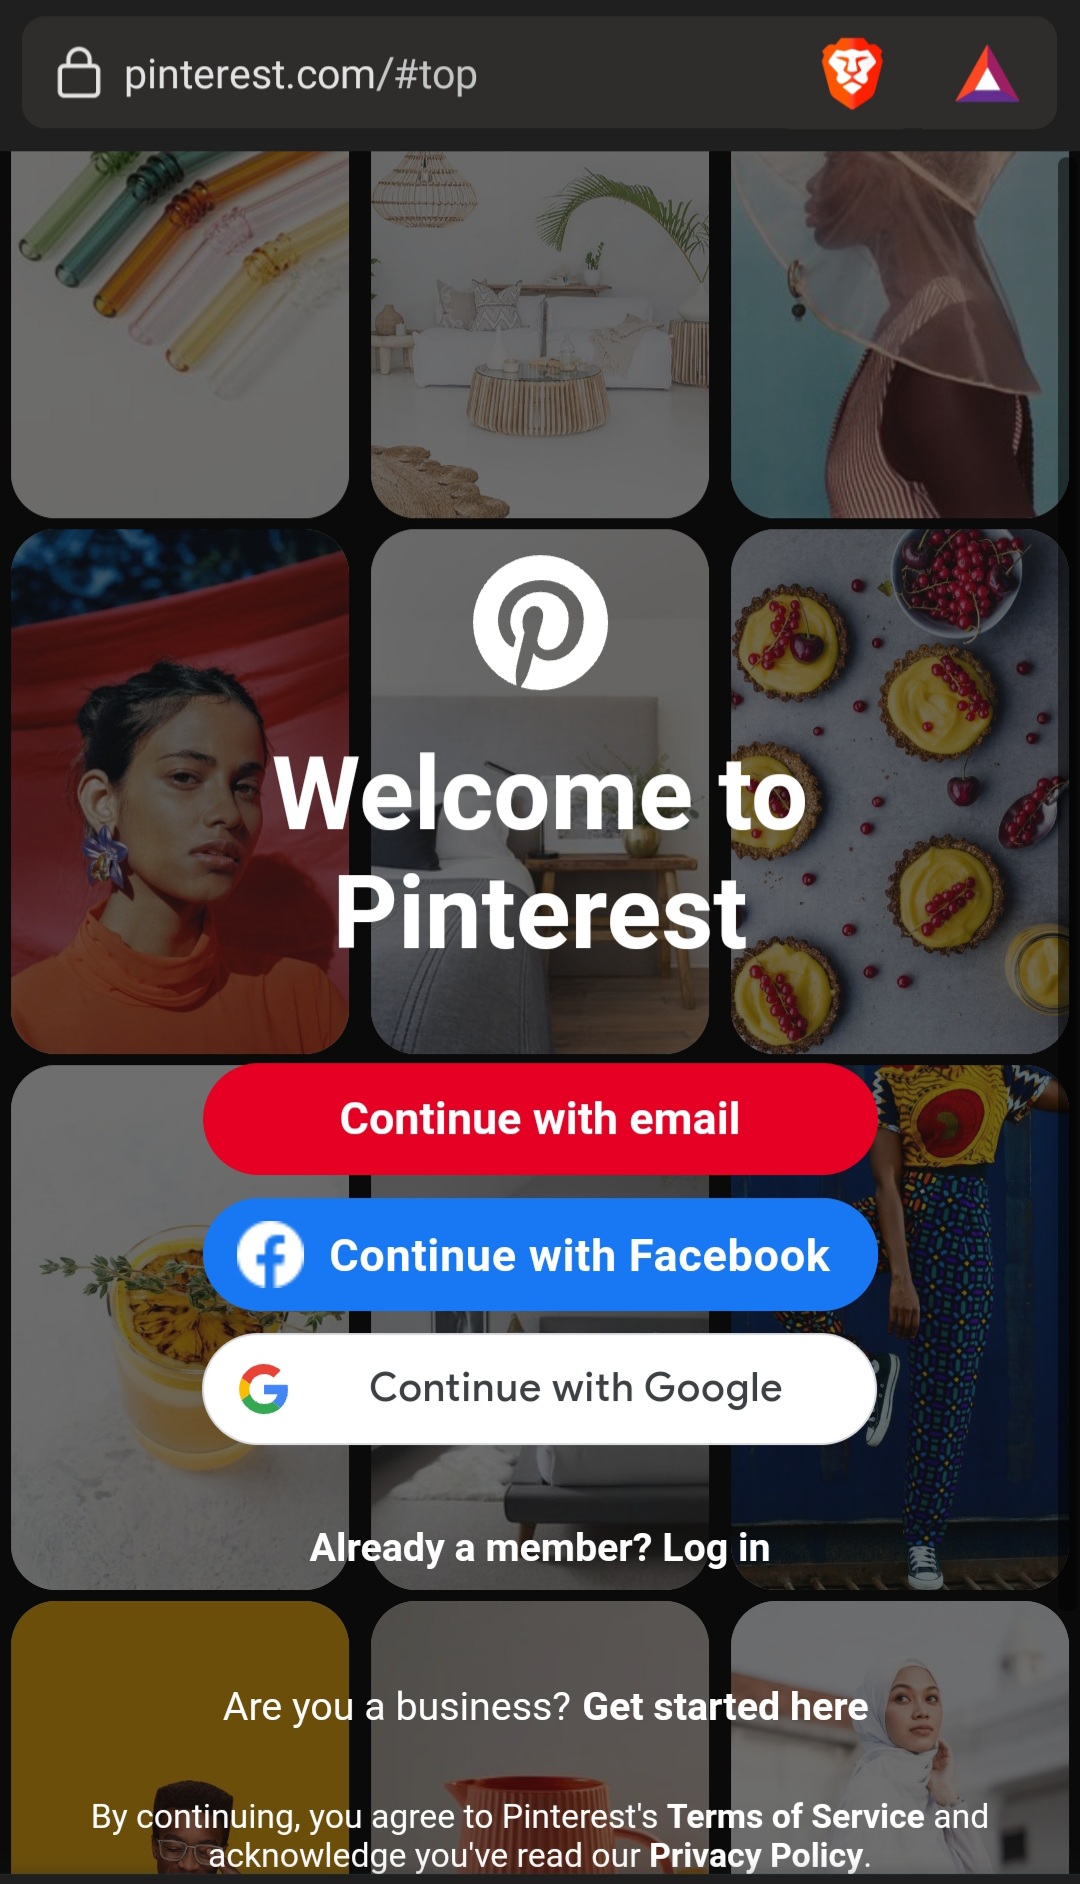 pinterest.com/#top
Welcome to
Pinterest
Continue with email
Continue with Facebook
Continue with Google
Already a member? Log in
Are you a business? Get started here
By continuing, you agree to Pinterest's Terms of Service and
acknowledge you've read our Privacy Policy.